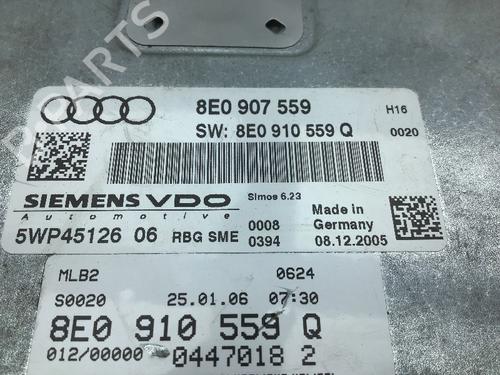 8E0 907 559 H16
SW: 8E0 910 559 Q 0020
SIEMENS VDO
Automotive
Simos 6.23
5WP45126 06 RBG SME
0008
0394
Made in
Germany
08.12.2005
MLB2 0624
S0020 25.01.06 07:30
8E0 910 559 Q
012/00000 0447018 2